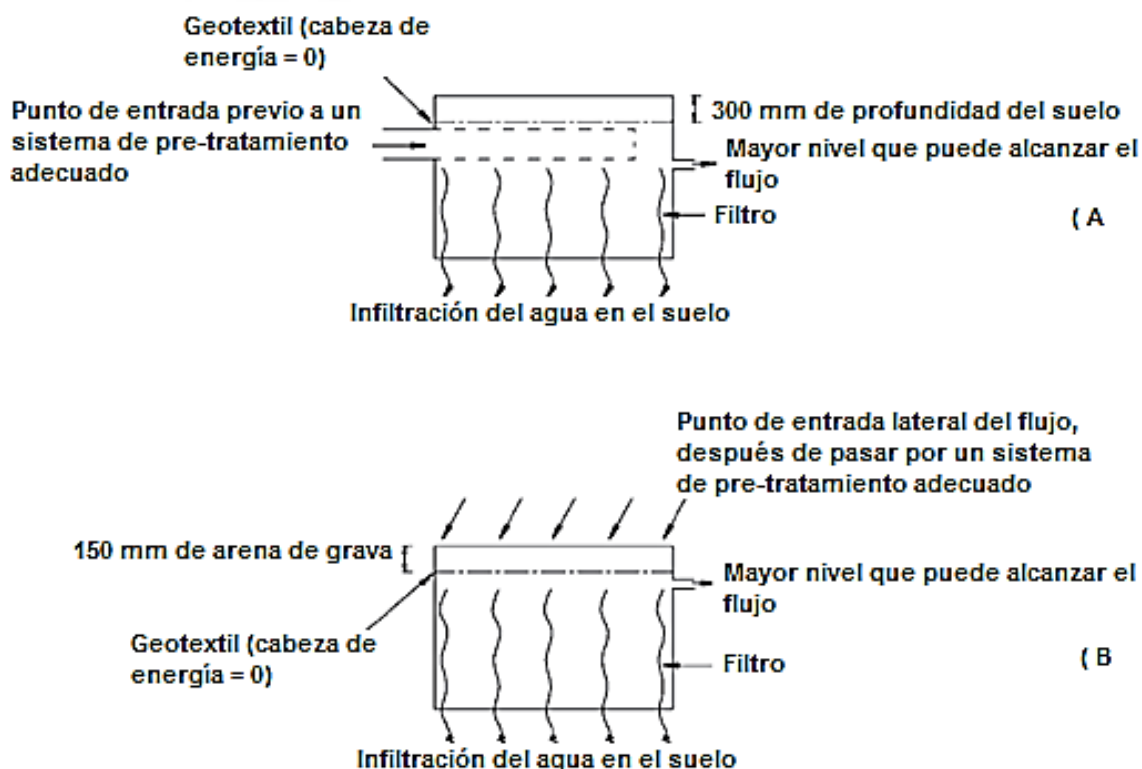 Geotextil (cabeza de
energía = 0)
Punto de entrada previo a un
sistema de pre-tratamiento
adecuado
300 mm de profundidad del suelo
Mayor nivel que puede alcanzar el
flujo
Filtro
( A
Infiltración del agua en el suelo
Punto de entrada lateral del flujo,
después de pasar por un sistema
de pre-tratamiento adecuado
150 mm de arena de grava
Mayor nivel que puede alcanzar el
flujo
Geotextil (cabeza de
energía = 0)
Filtro
( B
Infiltración del agua en el suelo